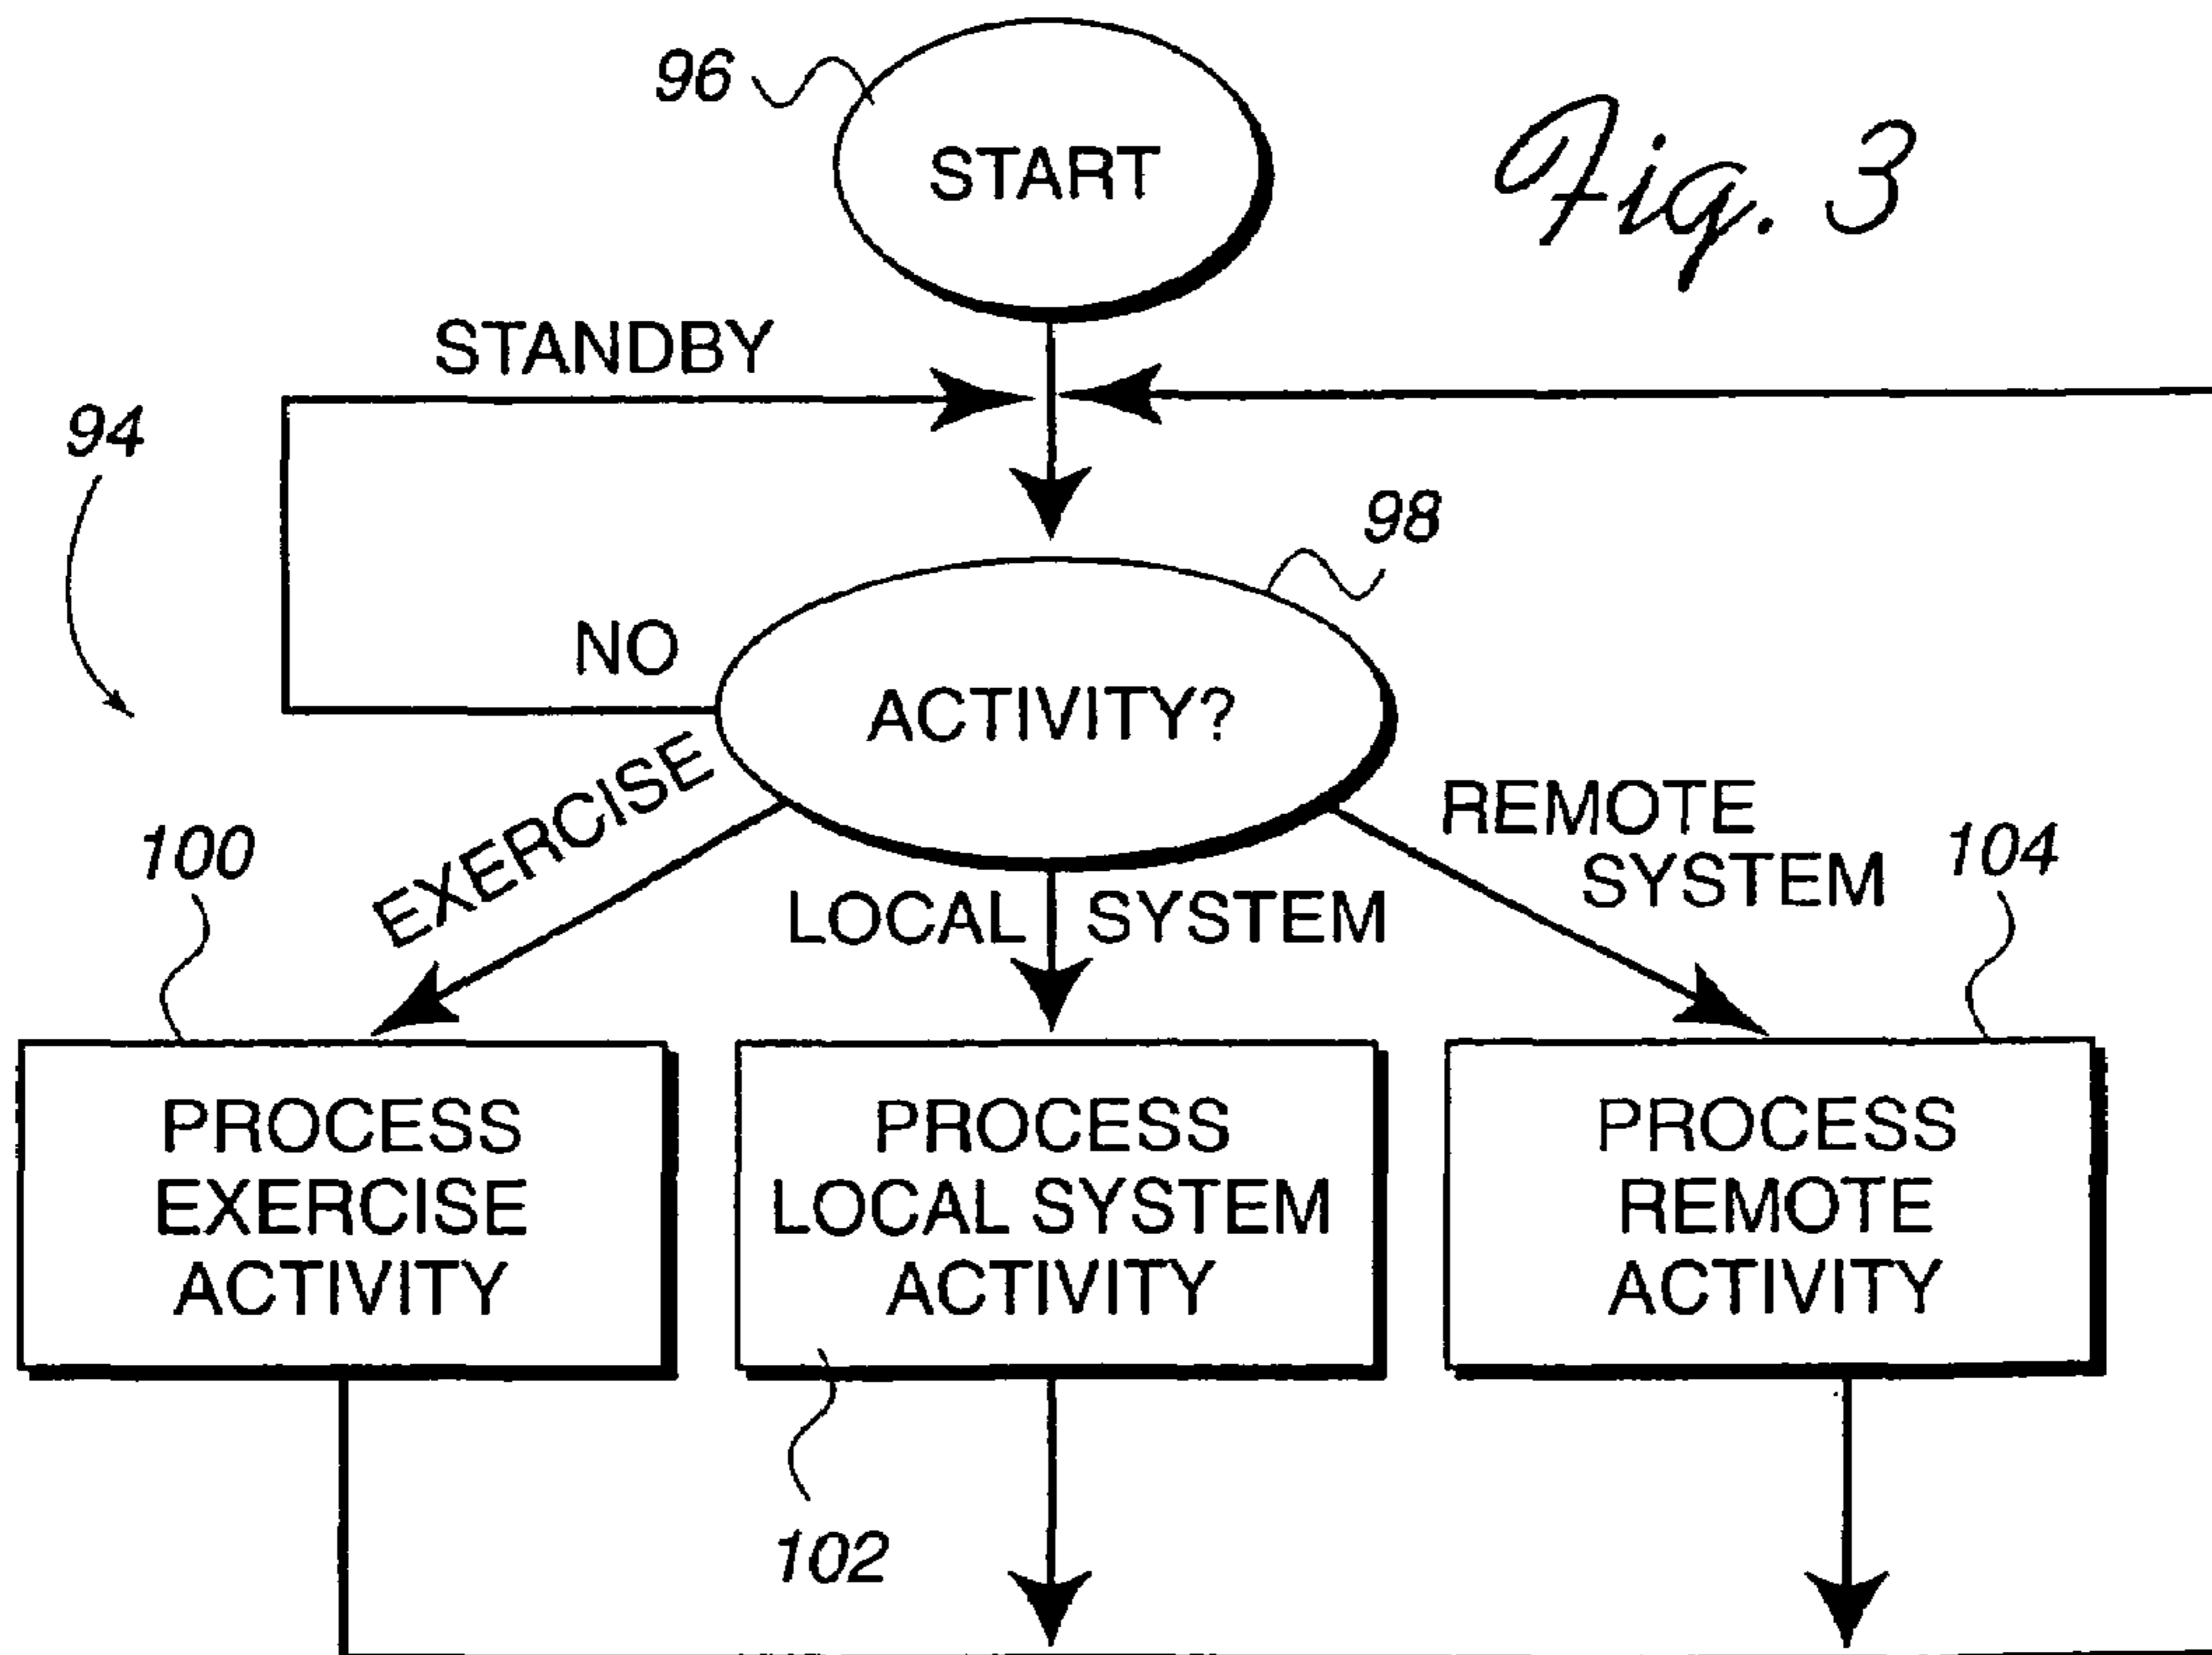 96
START
Fig. 3
STANDBY
94
98
NO
ACTIVITY?
EXERCISE
REMOTE
SYSTEM
100
104
LOCAL SYSTEM
PROCESS
EXERCISE
ACTIVITY
PROCESS
LOCAL SYSTEM
ACTIVITY
PROCESS
REMOTE
ACTIVITY
102